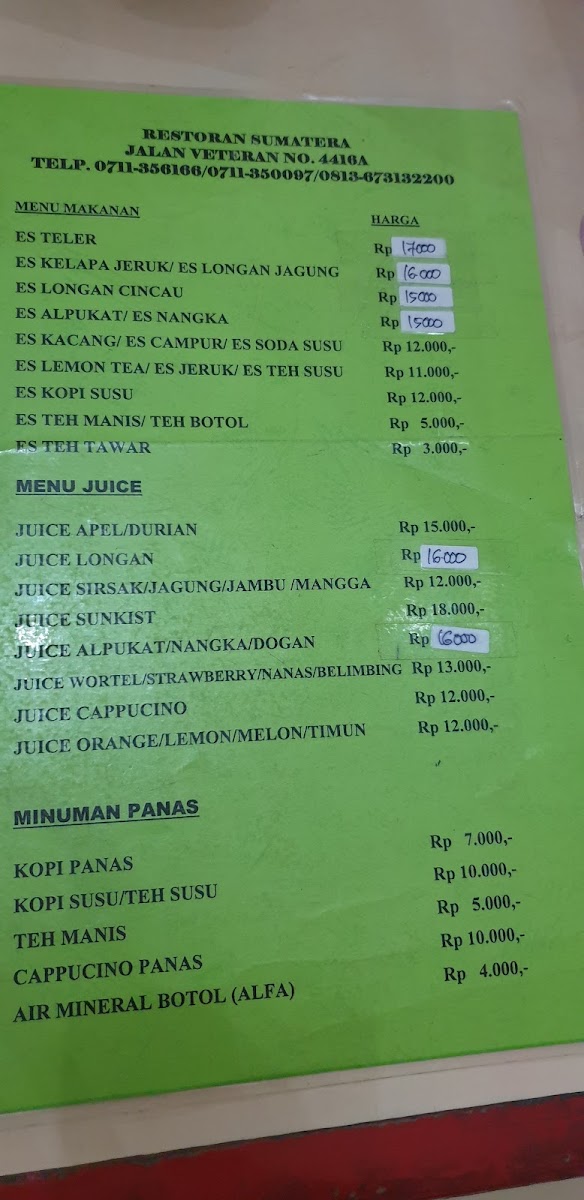 RESTORAN SUMATERA
JALAN VETERAN NO. 4416A
TELP. 0711-356166/0711-350097/0813-673132200
MENU MAKANAN HARGA
ES TELER Rp 17000
ES KELAPA JERUK/ ES LONGAN JAGUNG Rp 16.000
ES LONGAN CINCAU Rp 15000
ES ALPUKAT/ ES NANGKA Rp 15000
ES KACANG/ ES CAMPUR/ ES SODA SUSU Rp 12.000,-
ES LEMON TEA/ ES JERUK/ ES TEH SUSU Rp 11.000,-
ES KOPI SUSU Rp 12.000,-
ES TEH MANIS/ TEH BOTOL Rp 5.000,-
ES TEH TAWAR Rp 3.000,-
MENU JUICE
JUICE APEL/DURIAN Rp 15.000,-
JUICE LONGAN Rp 16000
JUICE SIRSAK/JAGUNG/JAMBU /MANGGA Rp 12.000,-
JUICE SUNKIST Rp 18.000,-
JUICE ALPUKAT/NANGKA/DOGAN Rp 16000
JUICE WORTEL/STRAWBERRY/NANAS/BELIMBING Rp 13.000,-
JUICE CAPPUCINO Rp 12.000,-
JUICE ORANGE/LEMON/MELON/TIMUN Rp 12.000,-
MINUMAN PANAS
KOPI PANAS Rp 7.000,-
KOPI SUSU/TEH SUSU Rp 10.000,-
TEH MANIS Rp 5.000,-
CAPPUCINO PANAS Rp 10.000,-
AIR MINERAL BOTOL (ALFA) Rp 4.000,-